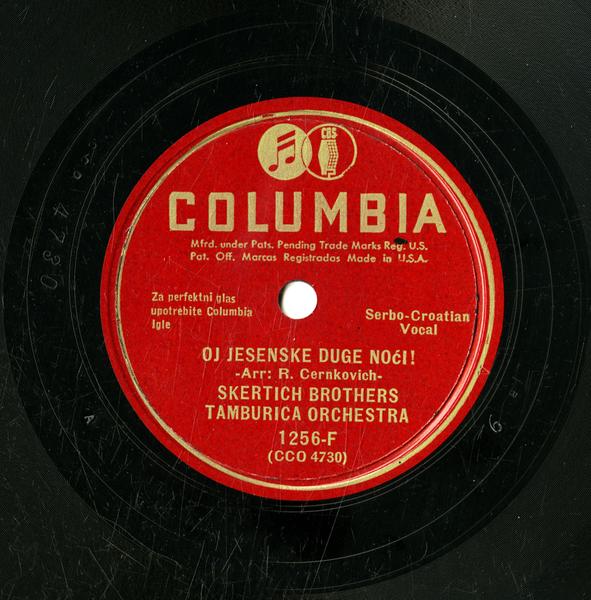 CBS
COLUMBIA
Mfrd. under Pats. Pending Trade Marks Reg. U.S.
Pat. Off. Marcas Registradas Made in U.S.A.
Za perfektni glas
upotrebite Columbia
Igle
Serbo-Croatian
Vocal
OJ JESENSKE DUGE NOĆI!
-Arr: R. Cernkovich-
SKERTICH BROTHERS
TAMBURICA ORCHESTRA
1256-F
(CCO 4730)